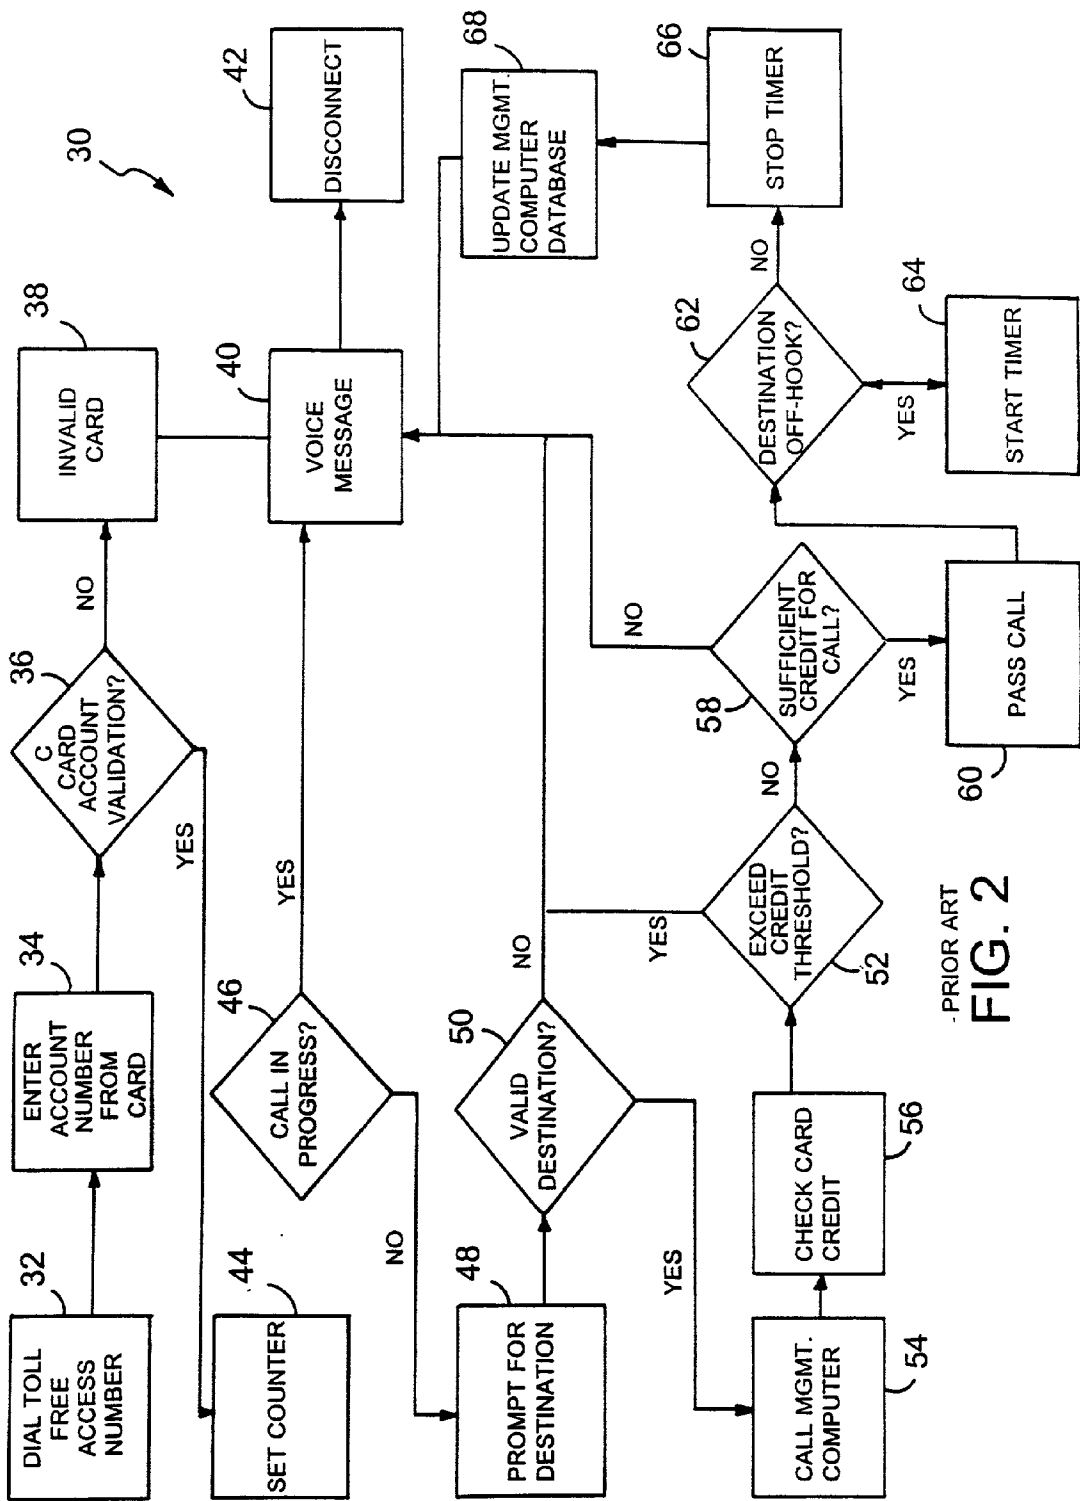 30
32
DIAL TOLL
FREE
ACCESS
NUMBER
34
ENTER
ACCOUNT
NUMBER
FROM
CARD
36
C
CARD
ACCOUNT
VALIDATION?
NO
YES
38
INVALID
CARD
44
SET COUNTER
46
CALL IN
PROGRESS?
YES
NO
40
VOICE
MESSAGE
42
DISCONNECT
48
PROMPT FOR
DESTINATION
50
VALID
DESTINATION?
NO
YES
68
UPDATE MGMT.
COMPUTER
DATABASE
54
CALL MGMT.
COMPUTER
56
CHECK CARD
CREDIT
52
EXCEED
CREDIT
THRESHOLD?
YES
NO
58
SUFFICIENT
CREDIT FOR
CALL?
NO
YES
62
DESTINATION
OFF-HOOK?
NO
YES
66
STOP TIMER
60
PASS CALL
64
START TIMER
PRIOR ART
FIG. 2